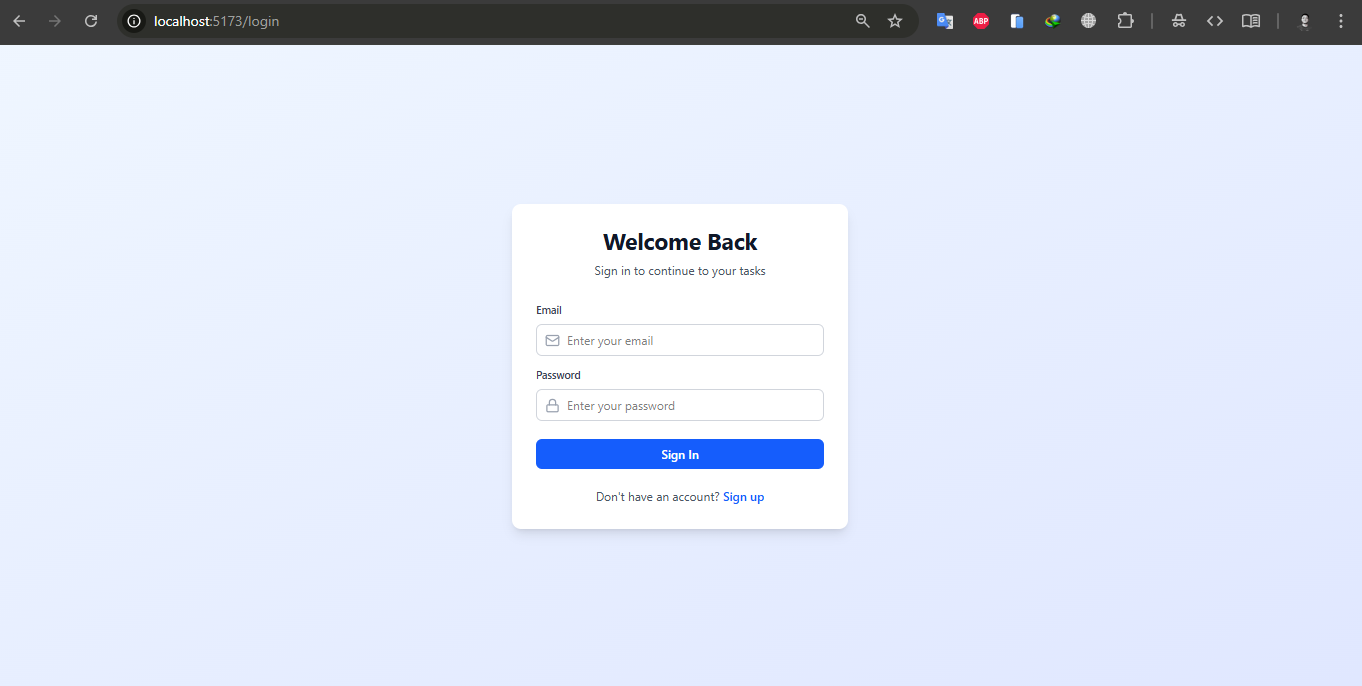 localhost:5173/login
ABP
Welcome Back
Sign in to continue to your tasks
Email
Enter your email
Password
Enter your password
Sign In
Don't have an account? Sign up